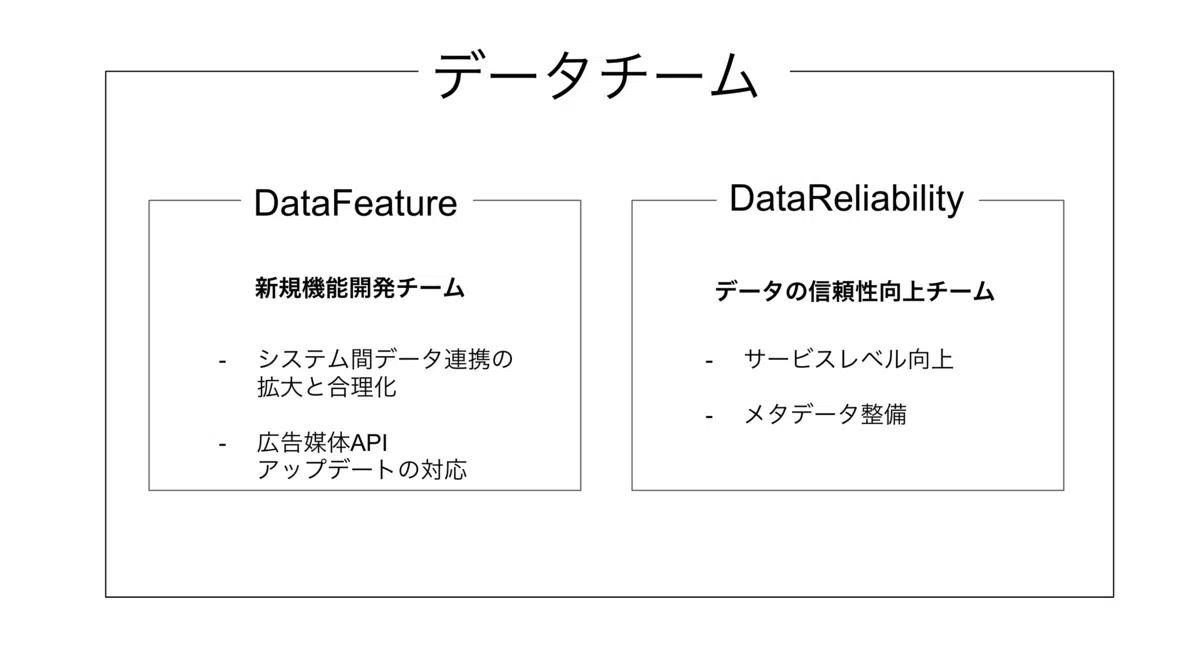 データチーム
DataFeature
新規機能開発チーム
- システム間データ連携の
拡大と合理化
- 広告媒体API
アップデートの対応
DataReliability
データの信頼性向上チーム
- サービスレベル向上
- メタデータ整備